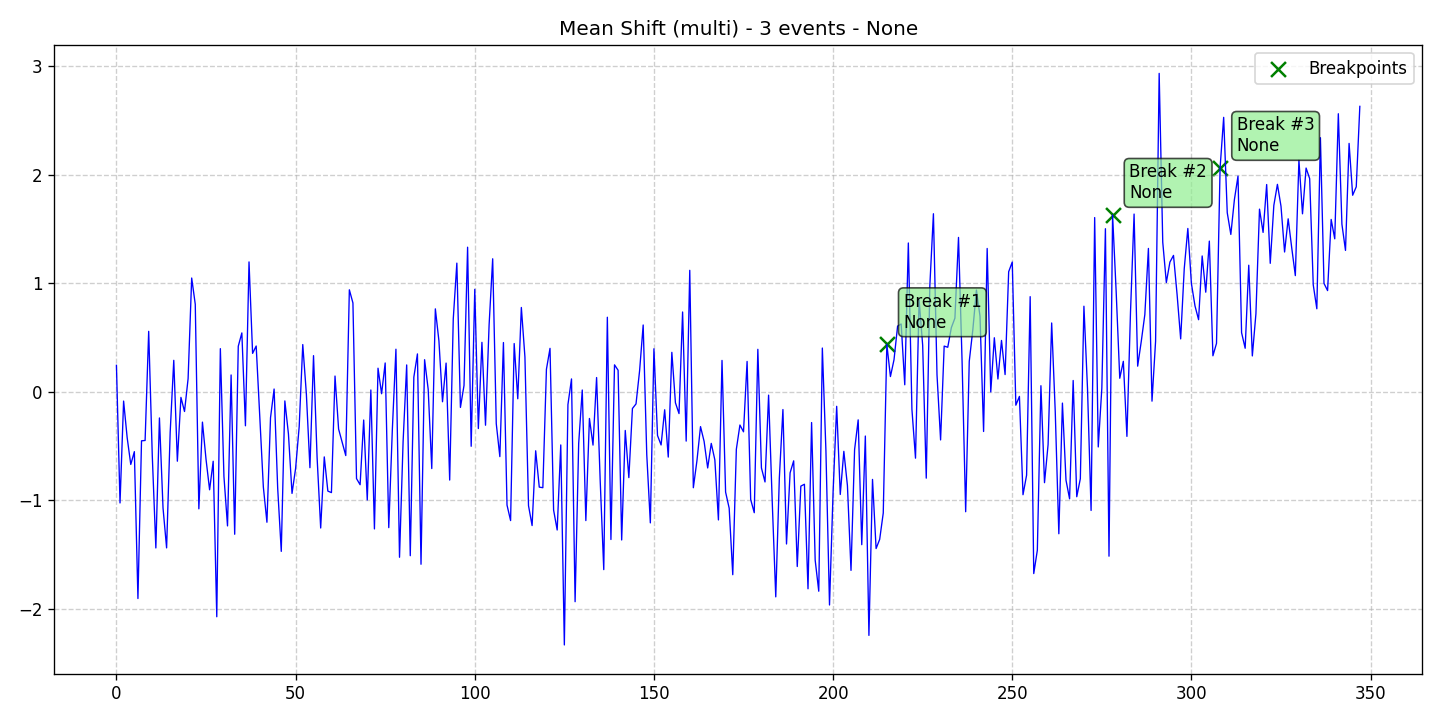 Mean Shift (multi) - 3 events - None
Breakpoints
Break #3
None
Break #2
None
Break #1
None
3
2
1
0
−1
−2
0
50
100
150
200
250
300
350